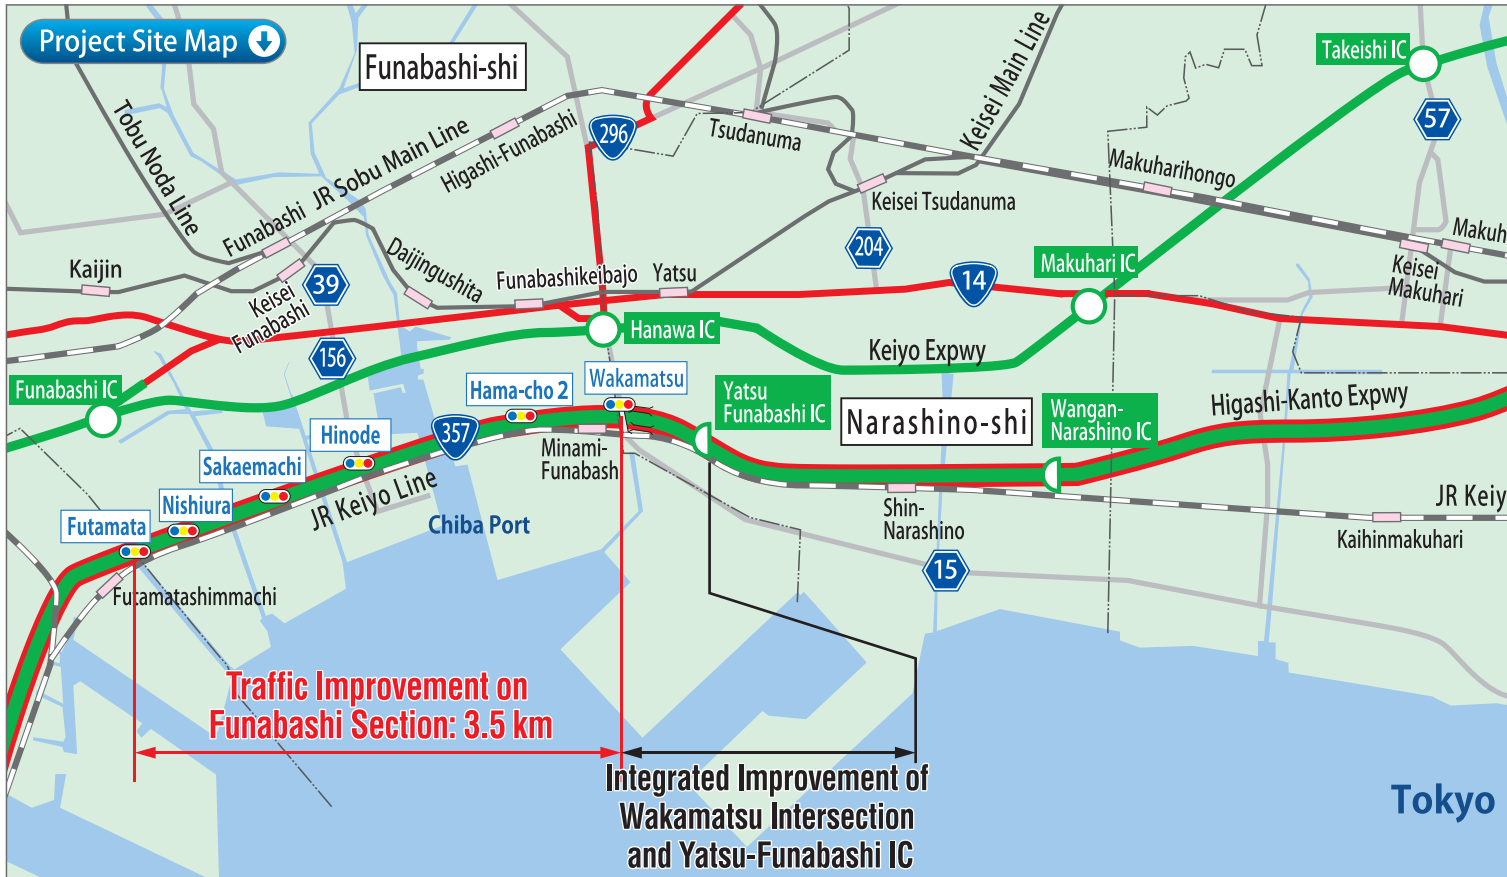 Project Site Map
Funabashi-shi
Takeishi IC
57
Tobu Noda Line
JR Sobu Main Line
Higashi-Funabashi
296
Tsudanuma
Keisei Main Line
Makuharihongo
Keisei Tsudanuma
204
Makuhari IC
Makuh
Keisei
Makuhari
Kaijin
Funabashi
Keisei
Funabashi
39
Daijingushita
Funabashikeibajo
Yatsu
14
Hanawa IC
Keiyo Expwy
156
Funabashi IC
Hama-cho 2
Wakamatsu
Yatsu
Funabashi IC
Narashino-shi
Wangan-
Narashino IC
Higashi-Kanto Expwy
Hinode
357
Minami-
Funabash
Sakaemachi
Nishiura
Futamata
JR Keiyo Line
Chiba Port
Shin-
Narashino
JR Keiy
Kaihinmakuhari
15
Futamatashimmachi
Traffic Improvement on
Funabashi Section: 3.5 km
Integrated Improvement of
Wakamatsu Intersection
and Yatsu-Funabashi IC
Tokyo